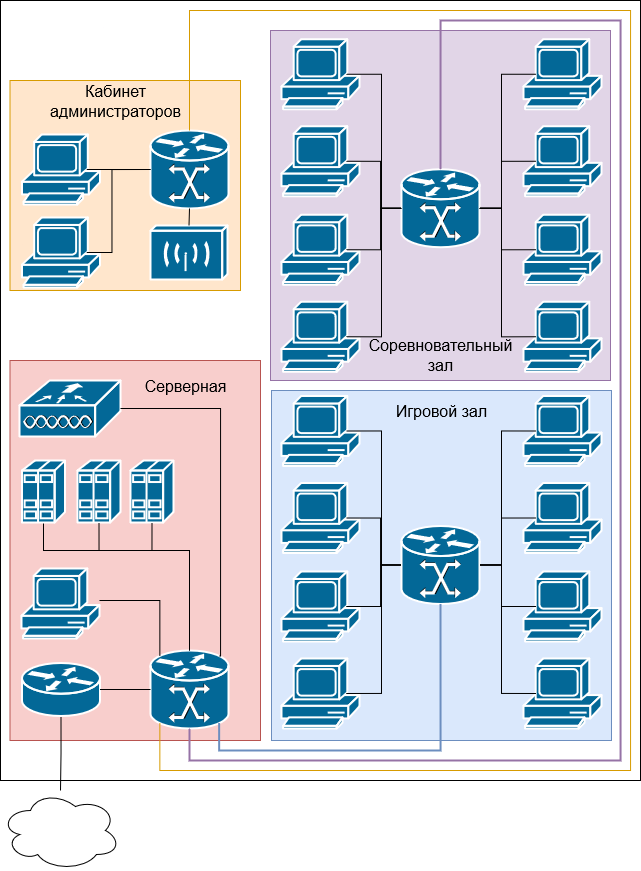 Кабинет
администраторов
Соревновательный
зал
Серверная
Игровой зал